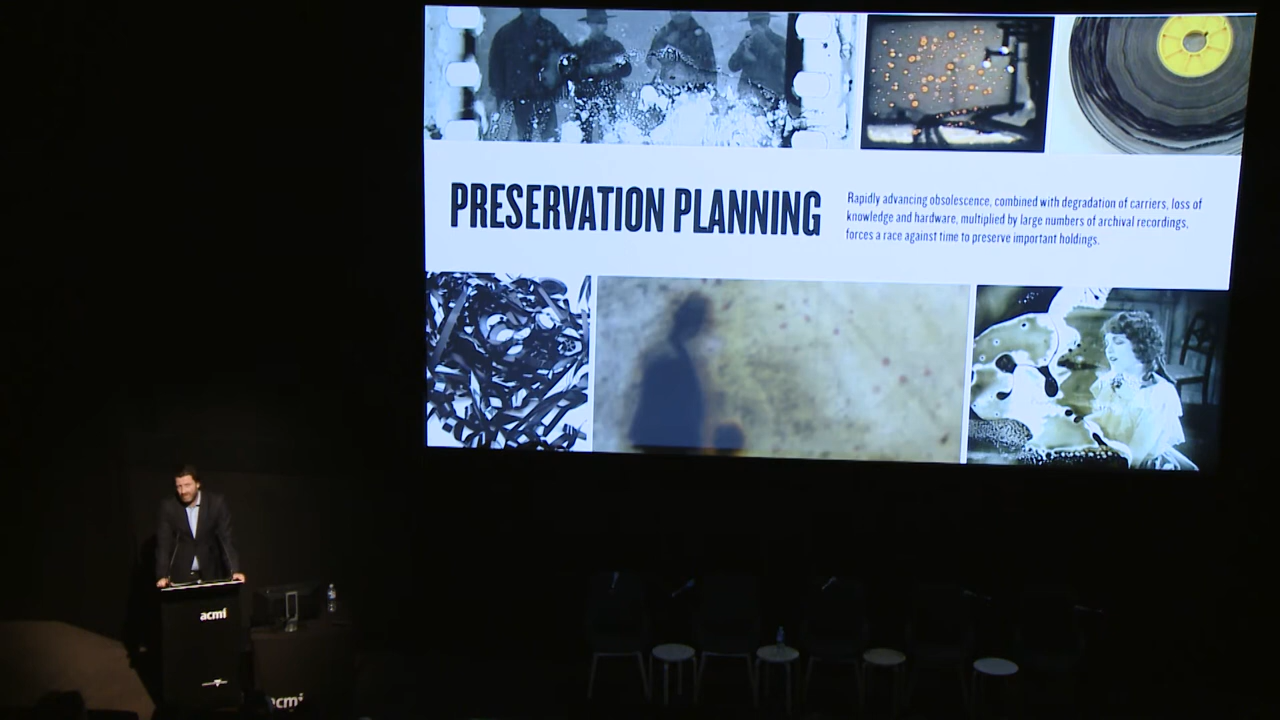 PRESERVATION PLANNING
Rapidly advancing obsolescence, combined with degradation of carriers, loss of
knowledge and hardware, multiplied by large numbers of archival recordings,
forces a race against time to preserve important holdings.
acmi
acmi